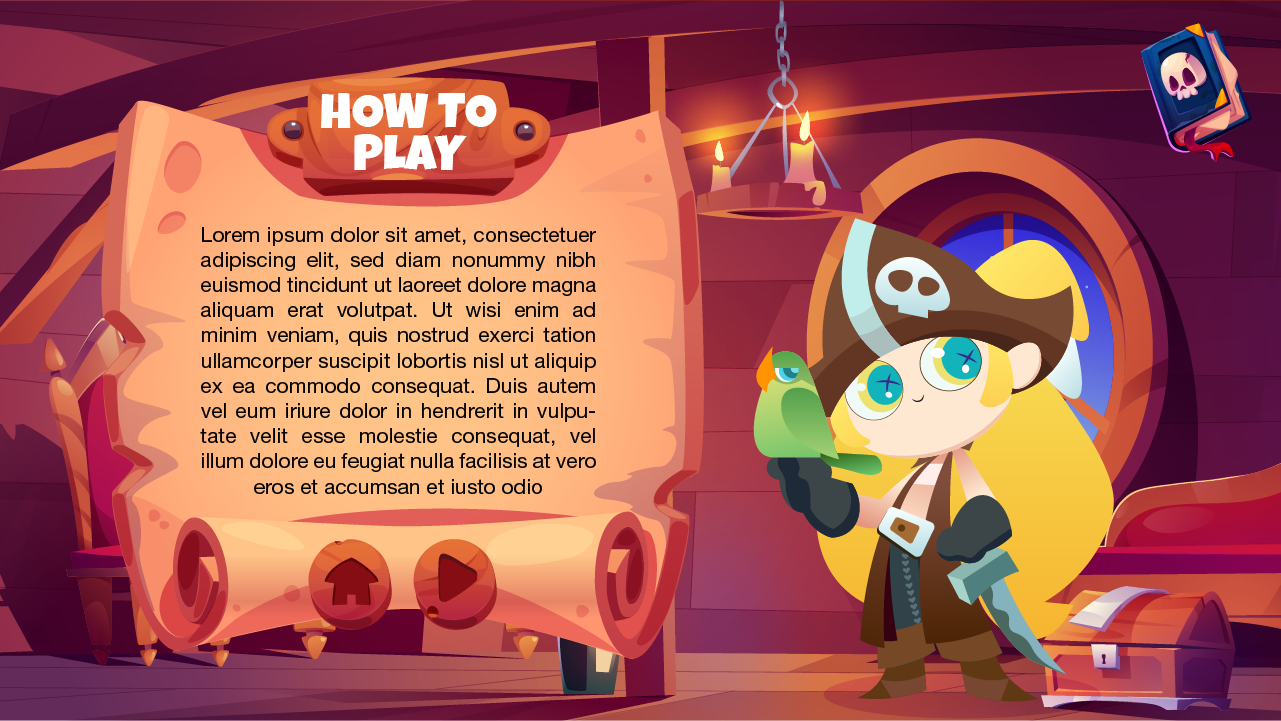 HOW TO
PLAY
Lorem ipsum dolor sit amet, consectetuer
adipiscing elit, sed diam nonummy nibh
euismod tincidunt ut laoreet dolore magna
aliquam erat volutpat. Ut wisi enim ad
minim veniam, quis nostrud exerci tation
ullamcorper suscipit lobortis nisl ut aliquip
ex ea commodo consequat. Duis autem
vel eum iriure dolor in hendrerit in vulpu-
tate velit esse molestie consequat, vel
illum dolore eu feugiat nulla facilisis at vero
eros et accumsan et iusto odio